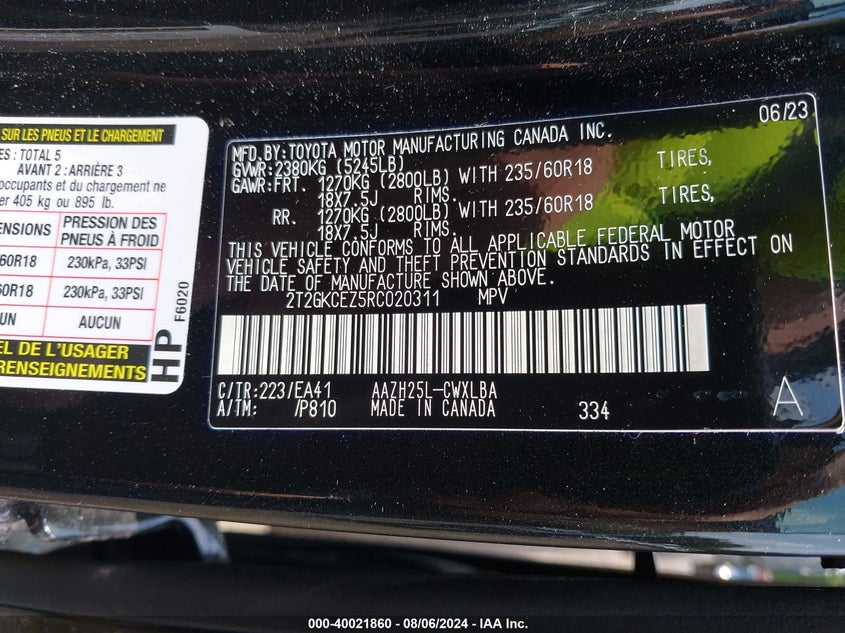 SUR LES PNEUS ET LE CHARGEMENT
ES : TOTAL 5
AVANT 2 : ARRIÈRE 3
occupants et du chargement ne
er 405 kg ou 895 lb.
ENSIONS
PRESSION DES
PNEUS À FROID
60R18
230kPa, 33PSI
60R18
230kPa, 33PSI
UN
AUCUN
EL DE L'USAGER
RENSEIGNEMENTS
HP
F6020
06/23
MFD.BY:TOYOTA MOTOR MANUFACTURING CANADA INC.
GVWR:2380KG (5245LB)
GAWR:FRT. 1270KG (2800LB) WITH 235/60R18 TIRES,
18X7.5J RIMS.
RR. 1270KG (2800LB) WITH 235/60R18 TIRES,
18X7.5J RIMS.
THIS VEHICLE CONFORMS TO ALL APPLICABLE FEDERAL MOTOR
VEHICLE SAFETY AND THEFT PREVENTION STANDARDS IN EFFECT ON
THE DATE OF MANUFACTURE SHOWN ABOVE.
2T2GKCEZ5RC020311 MPV
C/TR:223/EA41 AAZH25L-CWXLBA
A/TM: /P810 MADE IN CANADA 334
A
000-40021860 - 08/06/2024 - IAA Inc.